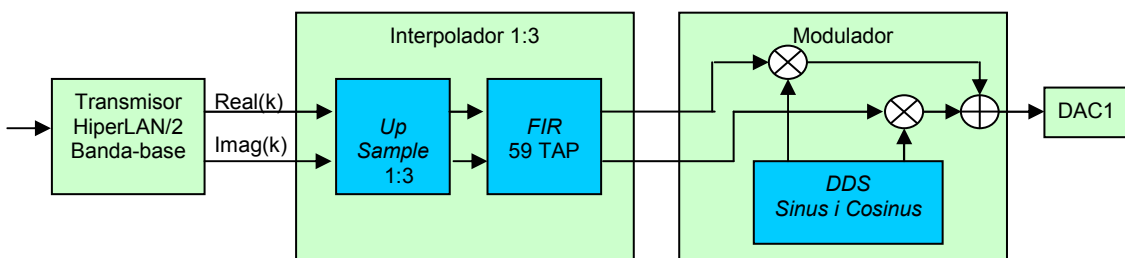 Interpolador 1:3
Modulador
Transmisor
HiperLAN/2
Banda-base
Real(k)
Imag(k)
Up
Sample
1:3
FIR
59 TAP
DDS
Sinus i Cosinus
DAC1